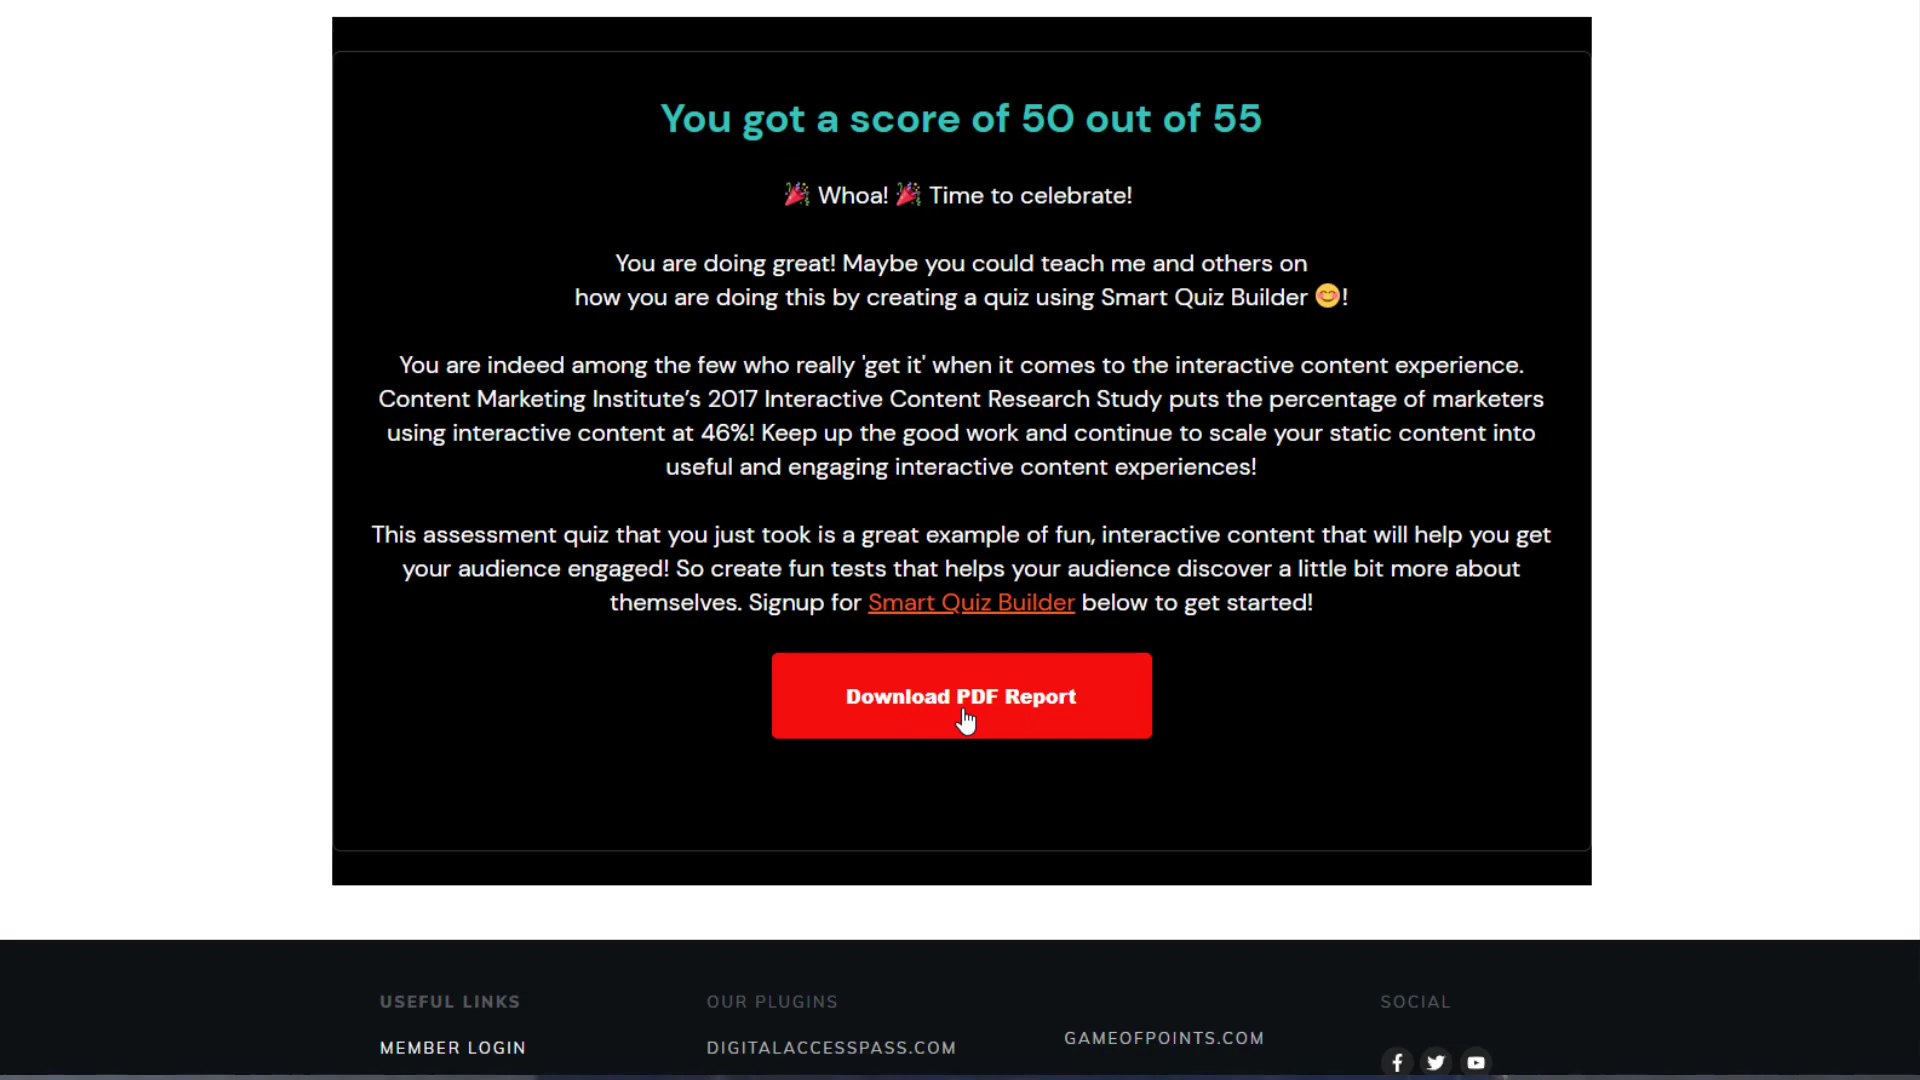 You got a score of 50 out of 55
🎉 Whoa! 🎉 Time to celebrate!
You are doing great! Maybe you could teach me and others on
how you are doing this by creating a quiz using Smart Quiz Builder 😊!
You are indeed among the few who really 'get it' when it comes to the interactive content experience.
Content Marketing Institute’s 2017 Interactive Content Research Study puts the percentage of marketers
using interactive content at 46%! Keep up the good work and continue to scale your static content into
useful and engaging interactive content experiences!
This assessment quiz that you just took is a great example of fun, interactive content that will help you get
your audience engaged! So create fun tests that helps your audience discover a little bit more about
themselves. Signup for Smart Quiz Builder below to get started!
Download PDF Report
USEFUL LINKS
MEMBER LOGIN
OUR PLUGINS
DIGITALACCESSPASS.COM
GAMEOFPOINTS.COM
SOCIAL